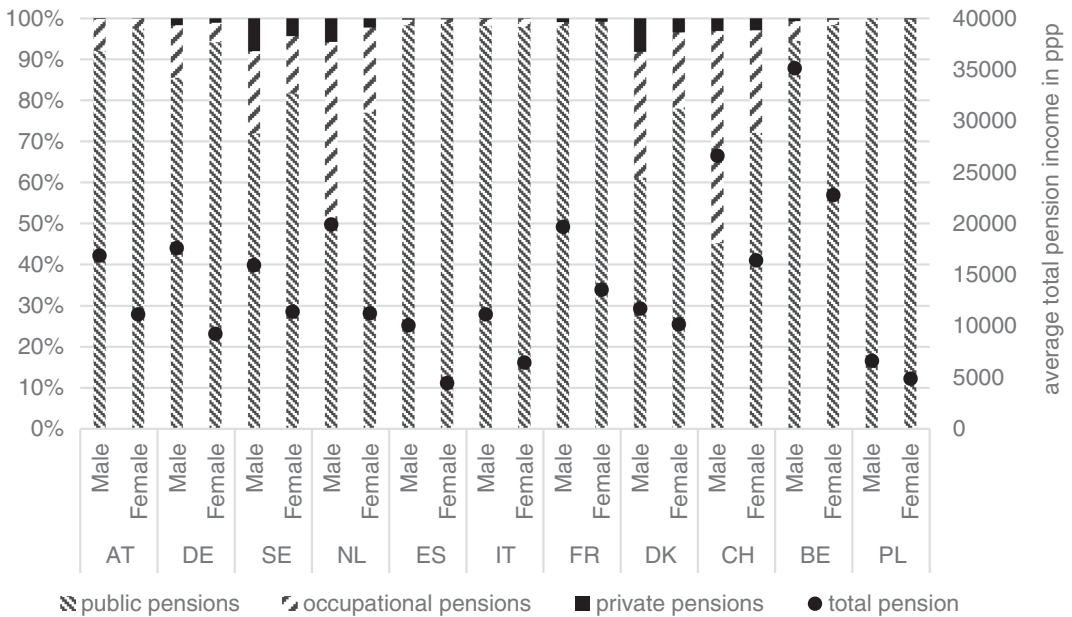 100%
90%
80%
70%
60%
50%
40%
30%
20%
10%
0%
40000
35000
30000
25000
20000
15000
10000
5000
0
average total pension income in ppp
Male
Female
Male
Female
Male
Female
Male
Female
Male
Female
Male
Female
Male
Female
Male
Female
Male
Female
Male
Female
Male
Female
AT DE SE NL ES IT FR DK CH BE PL
public pensions occupational pensions private pensions total pension